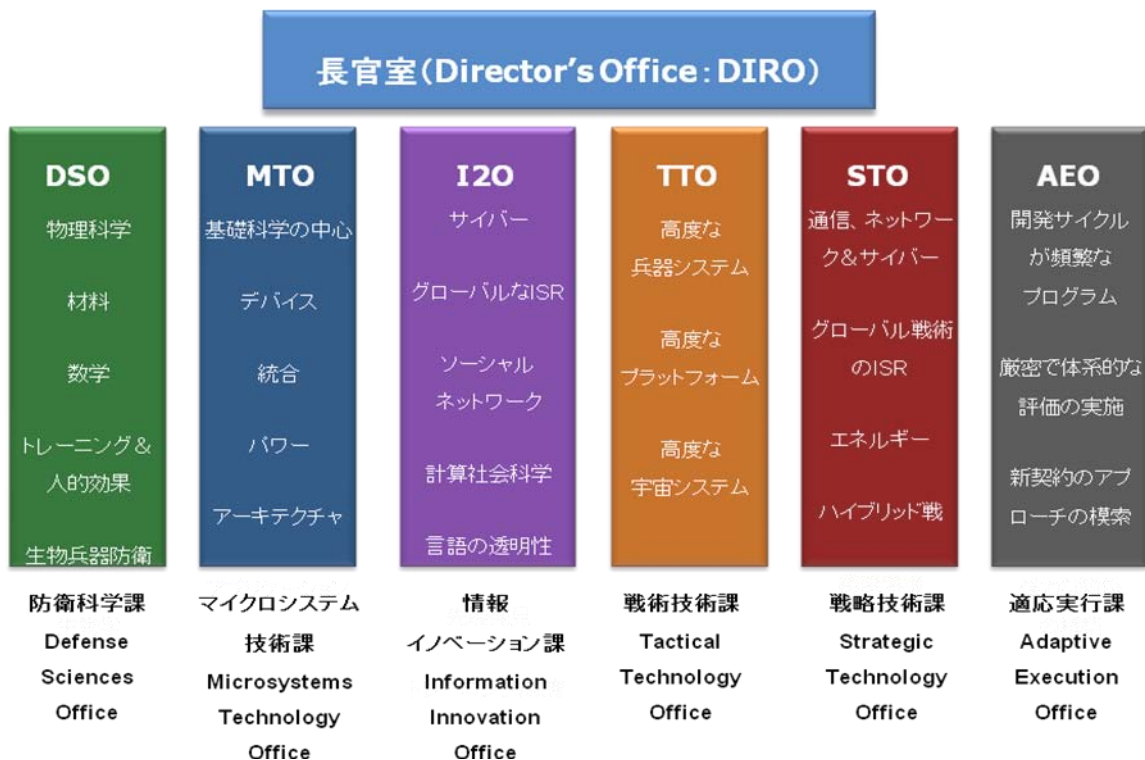 長官室(Director's Office:DIRO)
DSO
物理科学
材料
数学
トレーニング&
人的効果
生物兵器防衛
防衛科学課
Defense
Sciences
Office
MTO
基礎科学の中心
デバイス
統合
パワー
アーキテクチャ
マイクロシステム
技術課
Microsystems
Technology
Office
I2O
サイバー
グローバルなISR
ソーシャル
ネットワーク
計算社会科学
言語の透明性
情報
イノベーション課
Information
Innovation
Office
TTO
高度な
兵器システム
高度な
プラットフォーム
高度な
宇宙システム
戦術技術課
Tactical
Technology
Office
STO
通信、ネットワー
ク&サイバー
グローバル戦術
のISR
エネルギー
ハイブリッド戦
戦略技術課
Strategic
Technology
Office
AEO
開発サイクル
が頻繁な
プログラム
厳密で体系的な
評価の実施
新契約のアプ
ローチの模索
適応実行課
Adaptive
Execution
Office